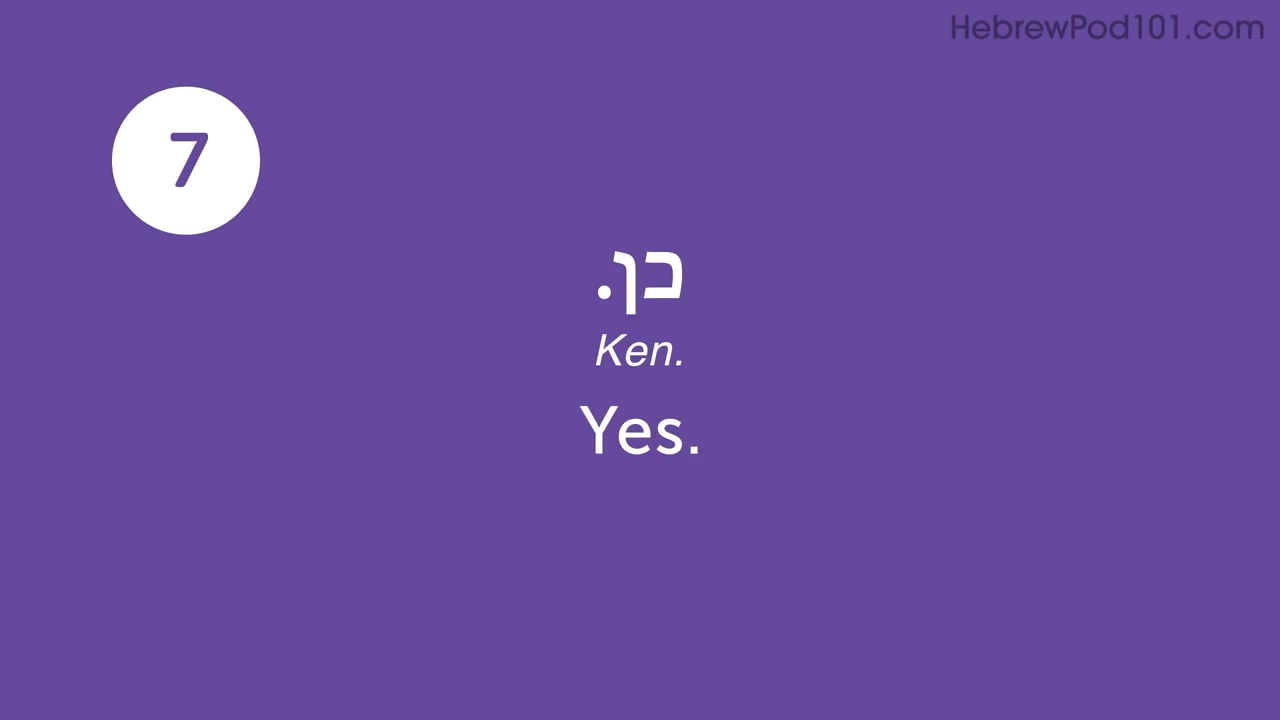 HebrewPod101.com
7
כן.
Ken.
Yes.